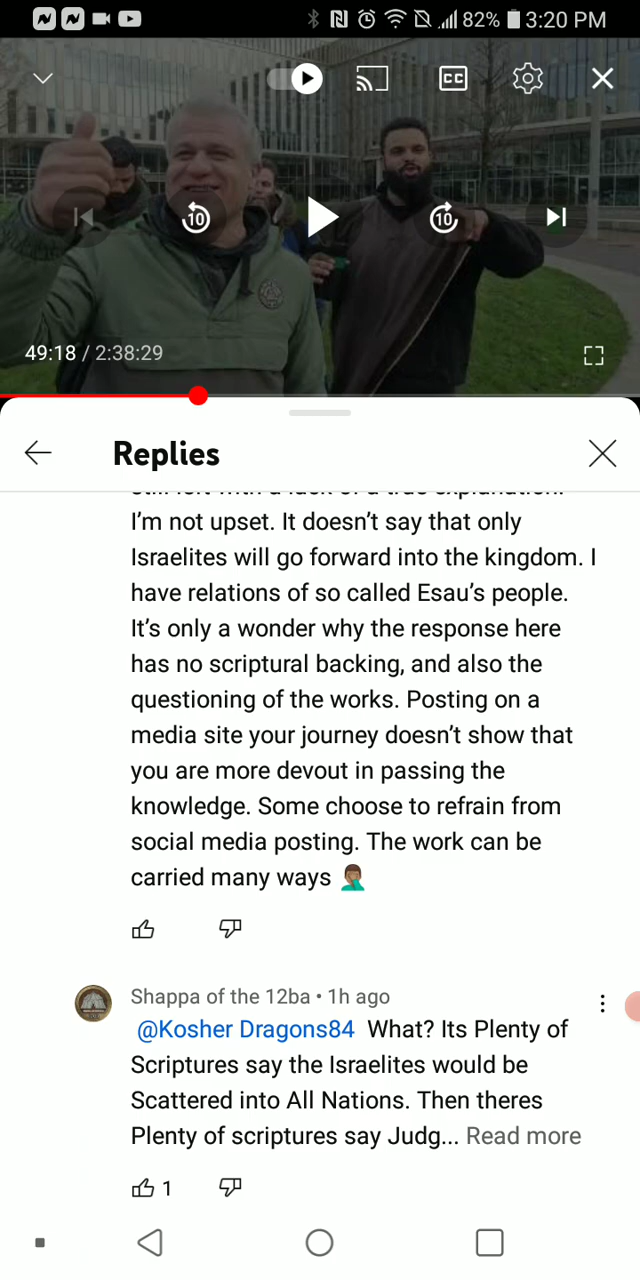 82% 3:20 PM
CC
10 10
49:18 / 2:38:29
Replies
I'm not upset. It doesn't say that only
Israelites will go forward into the kingdom. I
have relations of so called Esau's people.
It's only a wonder why the response here
has no scriptural backing, and also the
questioning of the works. Posting on a
media site your journey doesn't show that
you are more devout in passing the
knowledge. Some choose to refrain from
social media posting. The work can be
carried many ways 🤦🏾‍♂️
Shappa of the 12ba • 1h ago
@Kosher Dragons84 What? Its Plenty of
Scriptures say the Israelites would be
Scattered into All Nations. Then theres
Plenty of scriptures say Judg... Read more
1